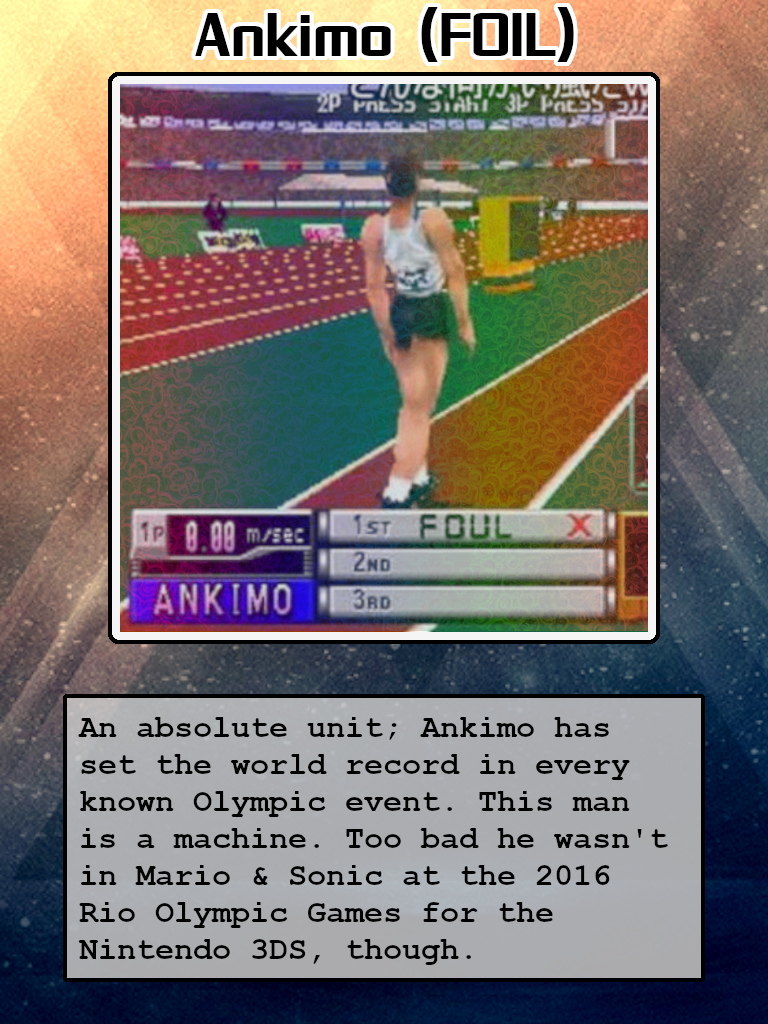 Ankimo (FOIL)
2P PRESS START 3P PRESS STA
1P 0.00 m/sec
1ST FOUL X
2ND
ANKIMO
3RD
An absolute unit; Ankimo has
set the world record in every
known Olympic event. This man
is a machine. Too bad he wasn't
in Mario & Sonic at the 2016
Rio Olympic Games for the
Nintendo 3DS, though.